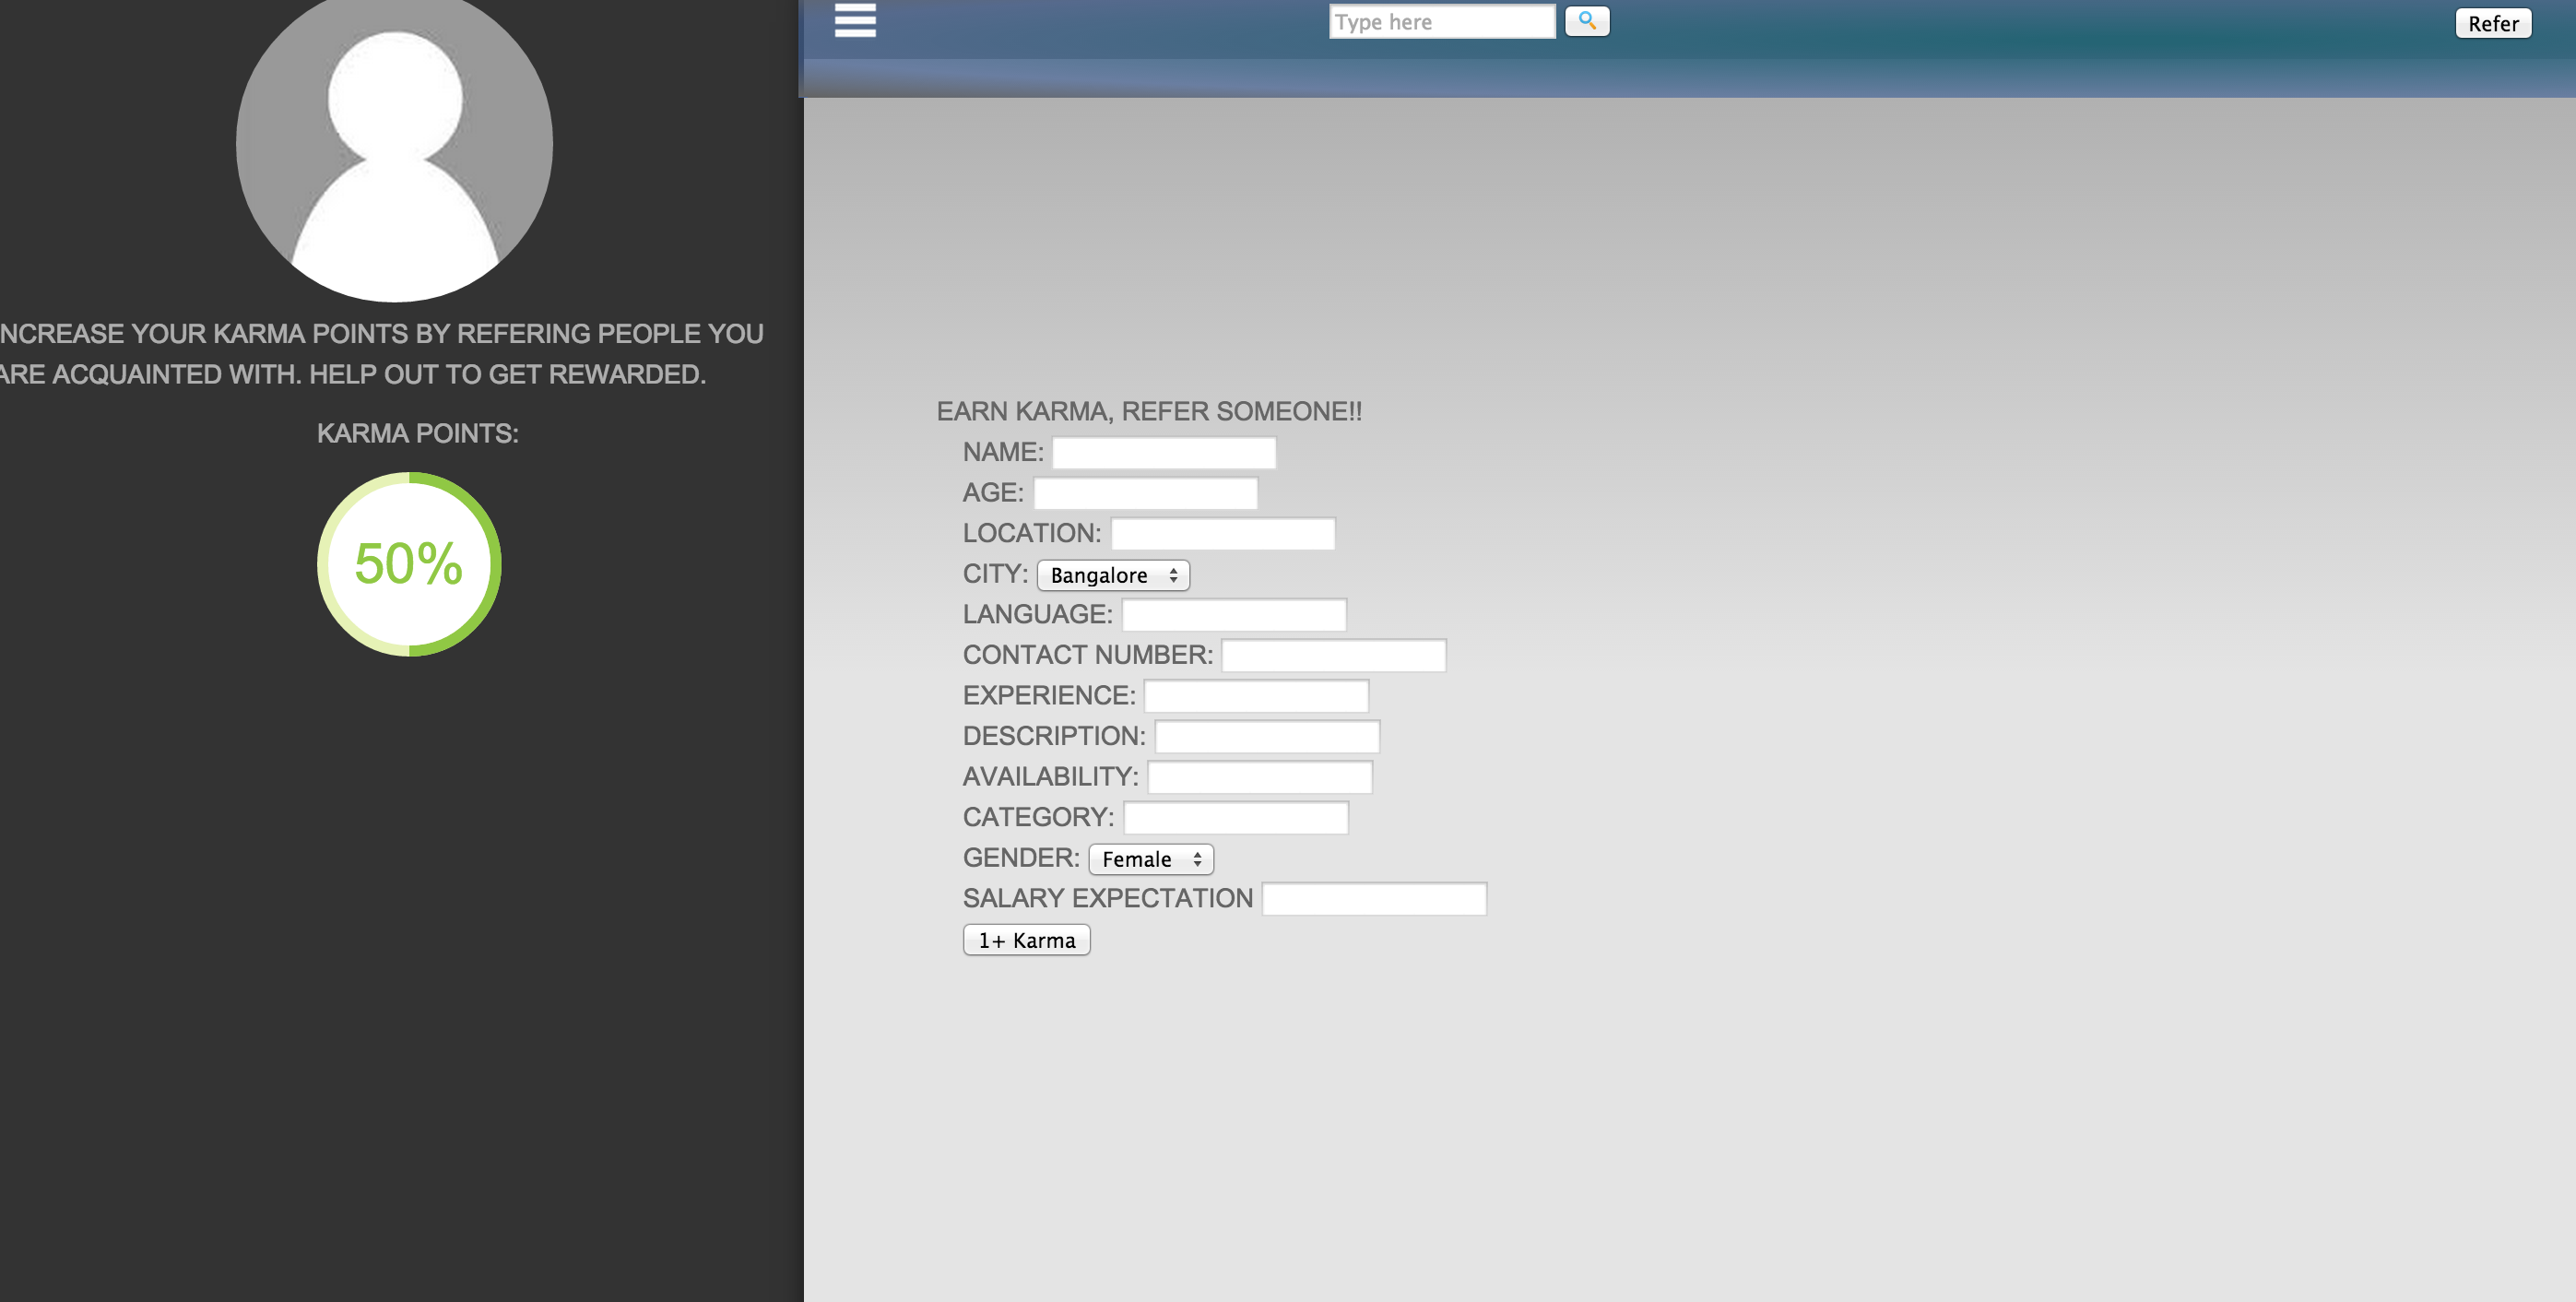 Type here
Refer
NCREASE YOUR KARMA POINTS BY REFERING PEOPLE YOU
ARE ACQUAINTED WITH. HELP OUT TO GET REWARDED.
KARMA POINTS:
50%
EARN KARMA, REFER SOMEONE!!
NAME:
AGE:
LOCATION:
CITY: Bangalore
LANGUAGE:
CONTACT NUMBER:
EXPERIENCE:
DESCRIPTION:
AVAILABILITY:
CATEGORY:
GENDER: Female
SALARY EXPECTATION
1+ Karma